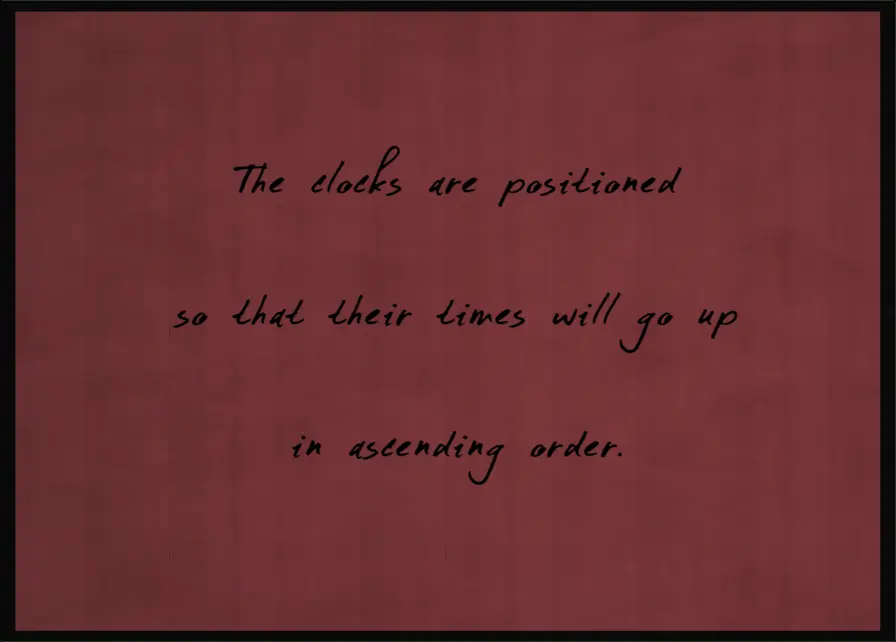 The clocks are positioned
so that their times will go up
in ascending order.